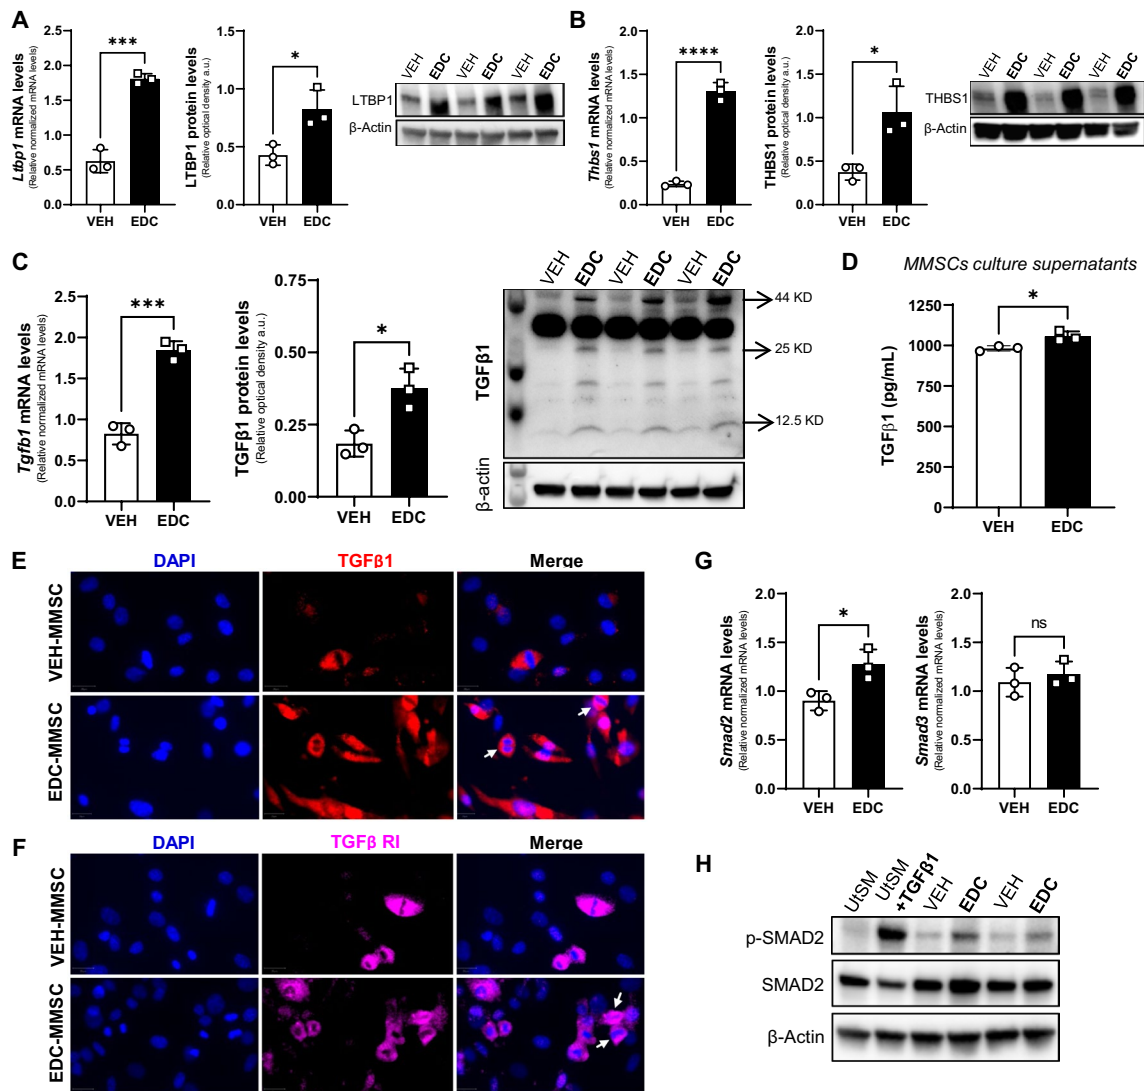 A
Ltbp1 mRNA levels
(Relative normalized mRNA levels)
2.5
2.0
1.5
1.0
0.5
0.0
***
VEH
EDC
LTBP1 protein levels
(Relative optical density a.u.)
1.5
1.0
0.5
0.0
*
VEH
EDC
VEH EDC VEH EDC VEH EDC
LTBP1
β-Actin
B
Thbs1 mRNA levels
(Relative normalized mRNA levels)
2.0
1.5
1.0
0.5
0.0
****
VEH
EDC
THBS1 protein levels
(Relative optical density a.u.)
2.0
1.5
1.0
0.5
0.0
*
VEH
EDC
VEH EDC VEH EDC VEH EDC
THBS1
β-Actin
C
Tgfb1 mRNA levels
(Relative normalized mRNA levels)
2.5
2.0
1.5
1.0
0.5
0.0
***
VEH
EDC
TGFβ1 protein levels
(Relative optical density a.u.)
0.75
0.50
0.25
0.00
*
VEH
EDC
VEH EDC VEH EDC VEH EDC
TGFβ1
44 KD
25 KD
12.5 KD
β-actin
D
MMSCs culture supernatants
TGFβ1 (pg/mL)
1250
1000
750
500
250
0
*
VEH
EDC
E
DAPI
TGFβ1
Merge
VEH-MMSC
EDC-MMSC
F
DAPI
TGFβ RI
Merge
VEH-MMSC
EDC-MMSC
G
Smad2 mRNA levels
(Relative normalized mRNA levels)
2.0
1.5
1.0
0.5
0.0
*
VEH
EDC
Smad3 mRNA levels
(Relative normalized mRNA levels)
2.0
1.5
1.0
0.5
0.0
ns
VEH
EDC
H
UtSM
UtSM
+TGFβ1
VEH
EDC
VEH
EDC
p-SMAD2
SMAD2
β-Actin